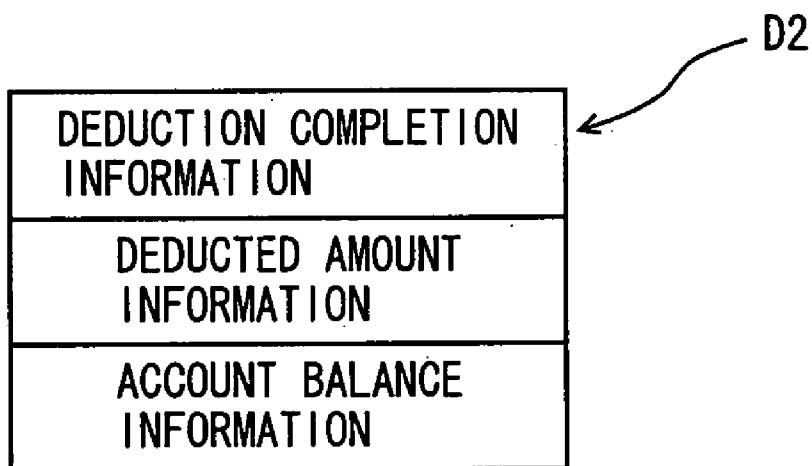 D2
DEDUCTION COMPLETION
INFORMATION
DEDUCTED AMOUNT
INFORMATION
ACCOUNT BALANCE
INFORMATION